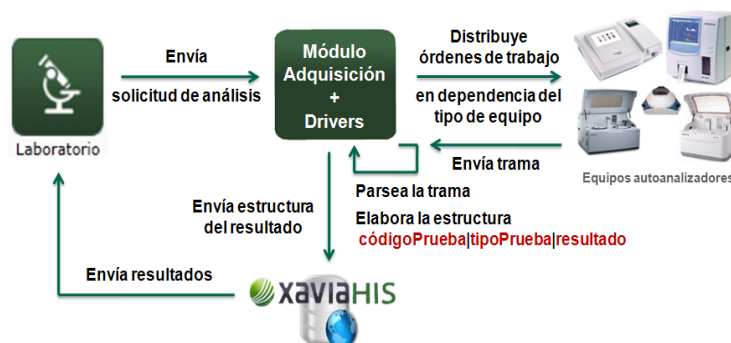 Laboratorio
Envía
solicitud de análisis
Módulo
Adquisición
+
Drivers
Distribuye
órdenes de trabajo
en dependencia del
tipo de equipo
Envía trama
Equipos autoanalizadores
Parsea la trama
Elabora la estructura
códigoPrueba|tipoPrueba|resultado
Envía estructura
del resultado
Envía resultados
xaviaHIS